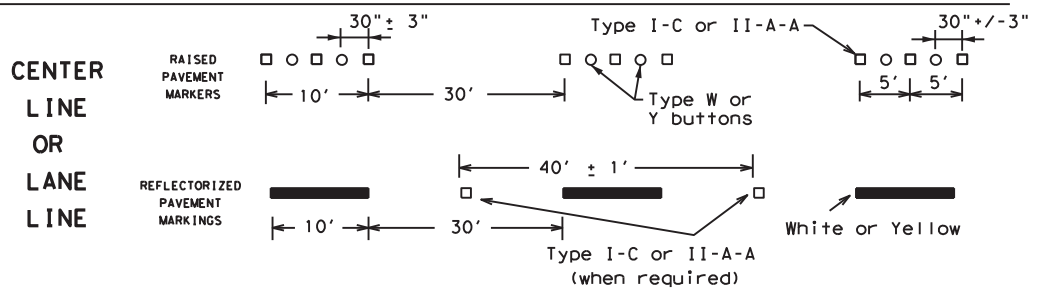 CENTER
LINE
OR
LANE
LINE
RAISED
PAVEMENT
MARKERS
30"± 3"
10'
30'
Type I-C or II-A-A
30"+/-3"
5'
5'
Type W or
Y buttons
REFLECTORIZED
PAVEMENT
MARKINGS
40' ± 1'
10'
30'
Type I-C or II-A-A
(when required)
White or Yellow